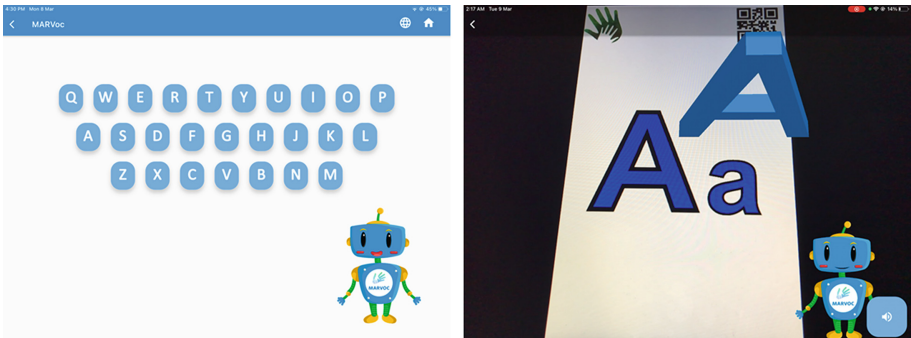 4:30 PM Mon 8 Mar
45%
MARVoc
Q W E R T Y U I O P
A S D F G H J K L
Z X C V B N M
MARVOC
2:17 AM Tue 9 Mar
14%
A
Aa
MARVOC